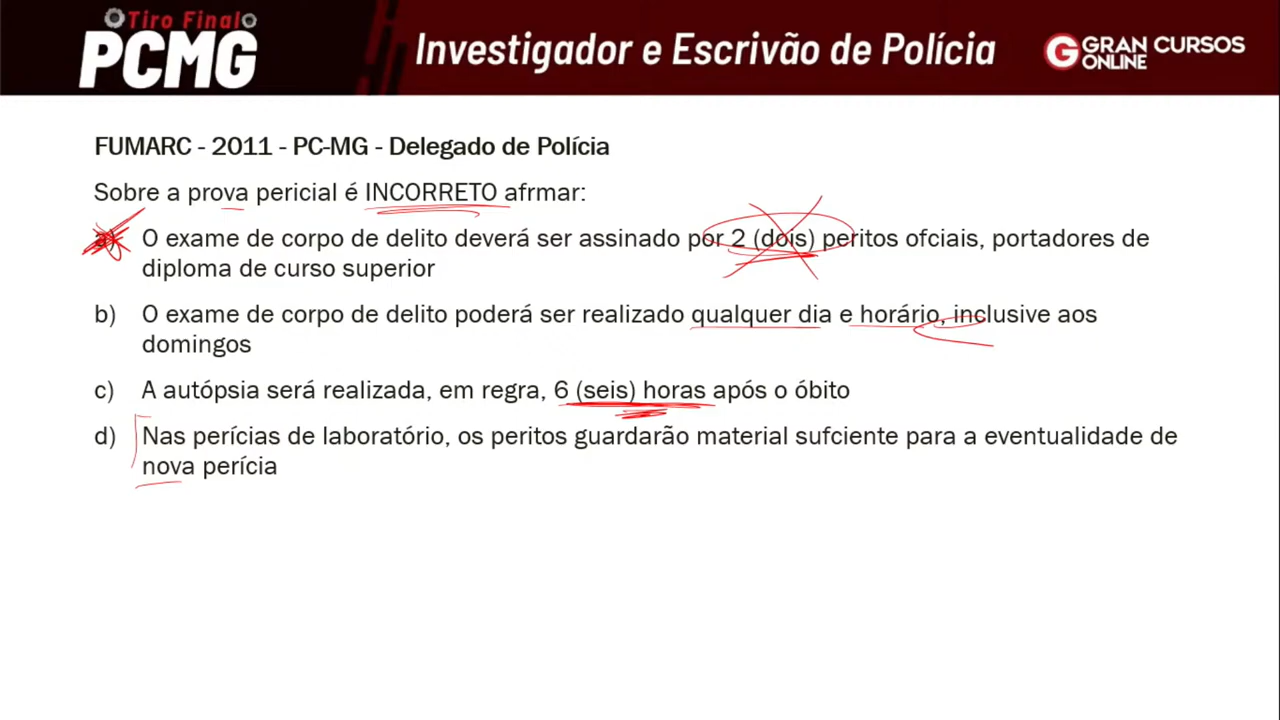 Tiro Final
PCMG
Investigador e Escrivão de Polícia
GRAN CURSOS
ONLINE
FUMARC - 2011 - PC-MG - Delegado de Polícia
Sobre a prova pericial é INCORRETO afrmar:
a) O exame de corpo de delito deverá ser assinado por 2 (dois) peritos ofciais, portadores de
diploma de curso superior
b) O exame de corpo de delito poderá ser realizado qualquer dia e horário, inclusive aos
domingos
c) A autópsia será realizada, em regra, 6 (seis) horas após o óbito
d) Nas perícias de laboratório, os peritos guardarão material sufciente para a eventualidade de
nova perícia